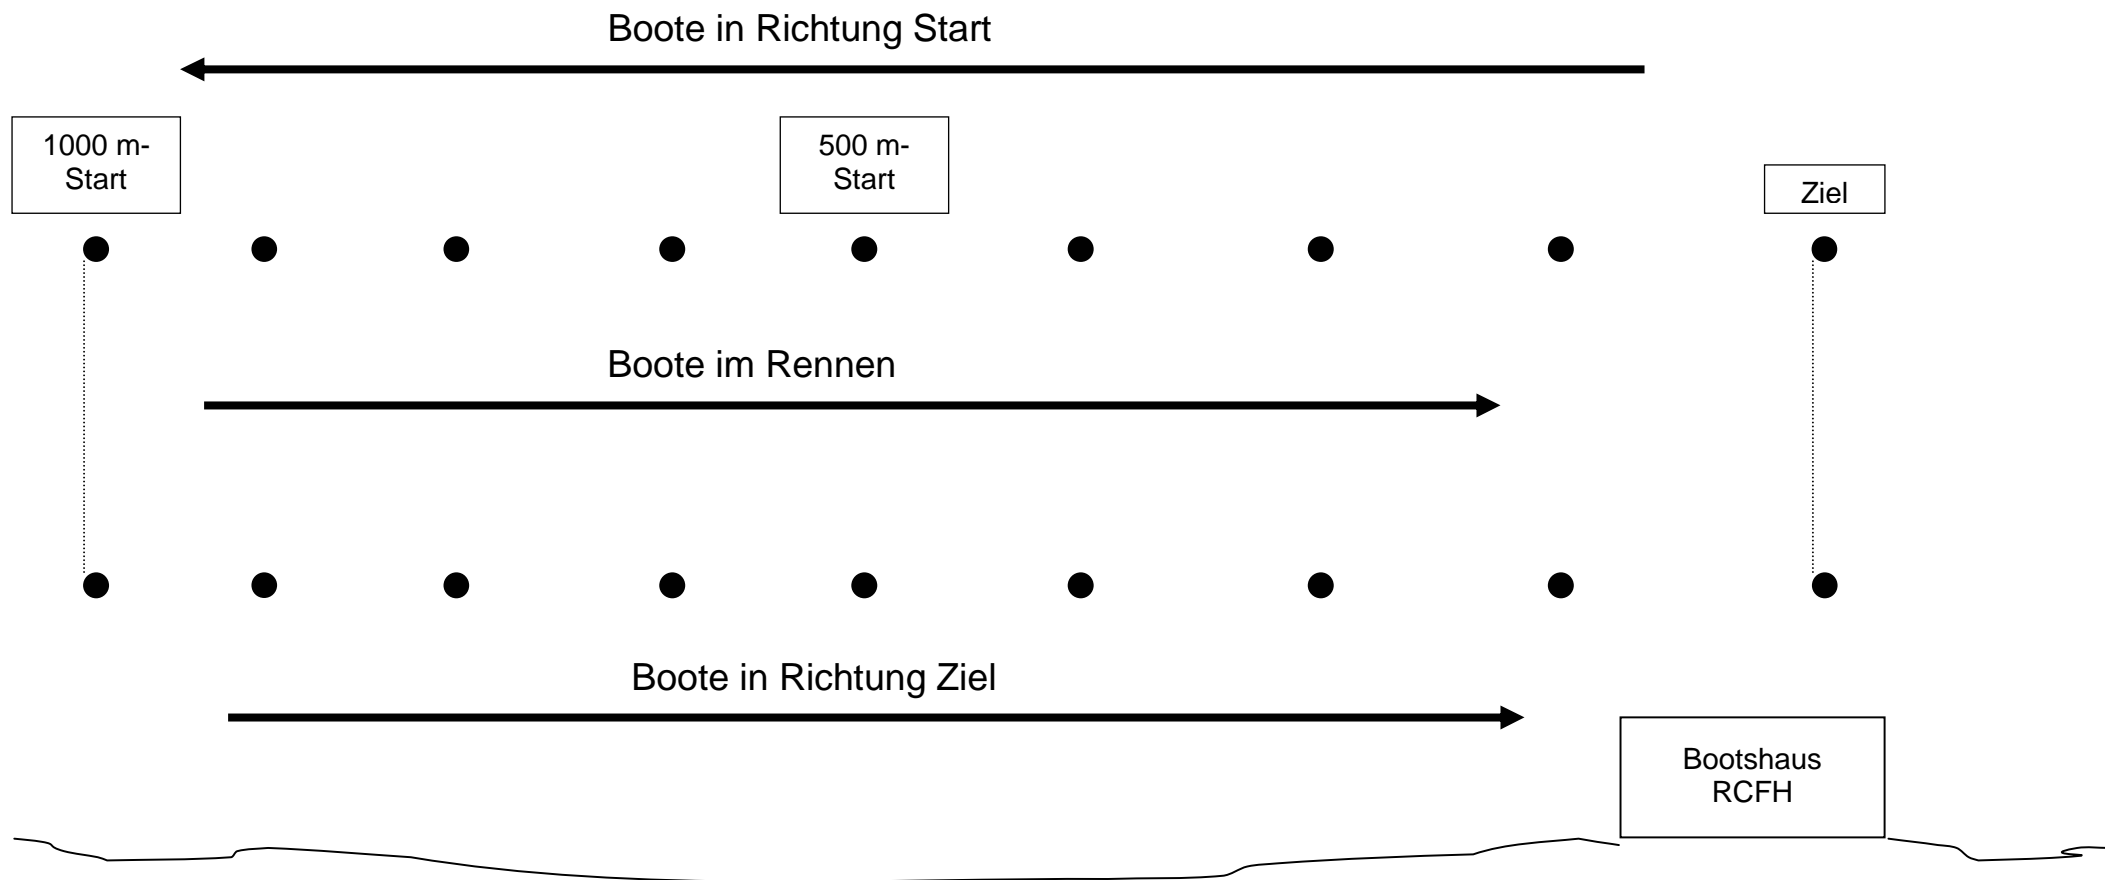 Boote in Richtung Start
1000 m-
Start
500 m-
Start
Ziel
Boote im Rennen
Boote in Richtung Ziel
Bootshaus
RCFH